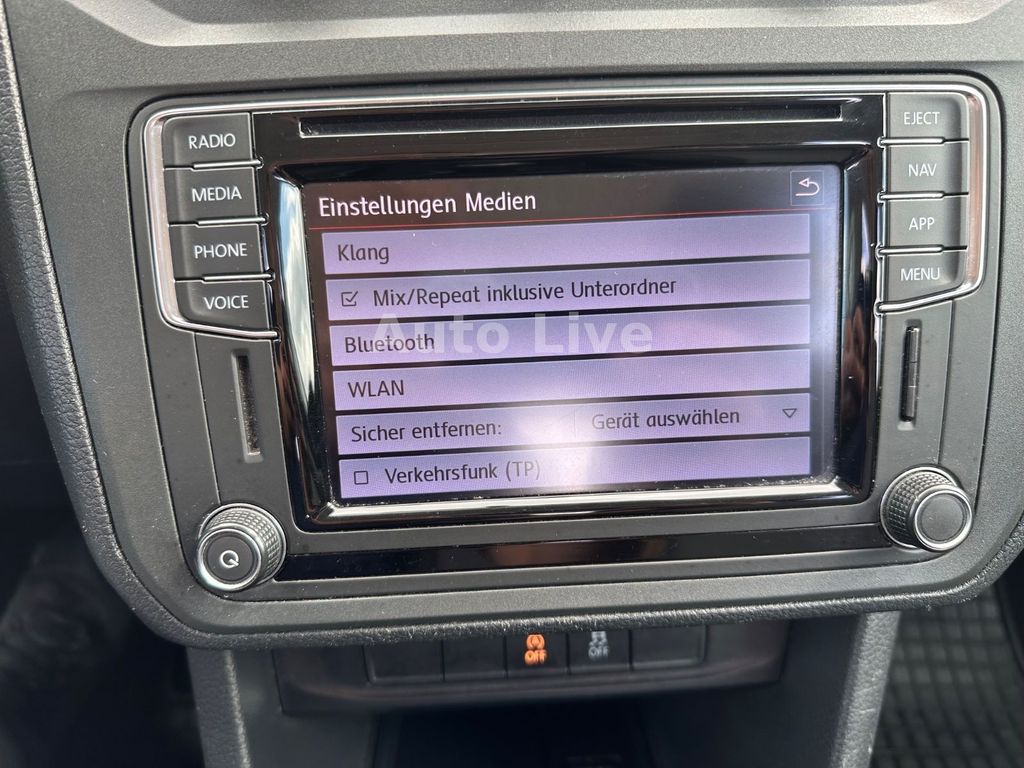 RADIO
MEDIA
PHONE
VOICE
EJECT
NAV
APP
MENU
Einstellungen Medien
Klang
Mix/Repeat inklusive Unterordner
Bluetooth
Auto Live
WLAN
Sicher entfernen: Gerät auswählen
Verkehrsfunk (TP)
OFF
OFF